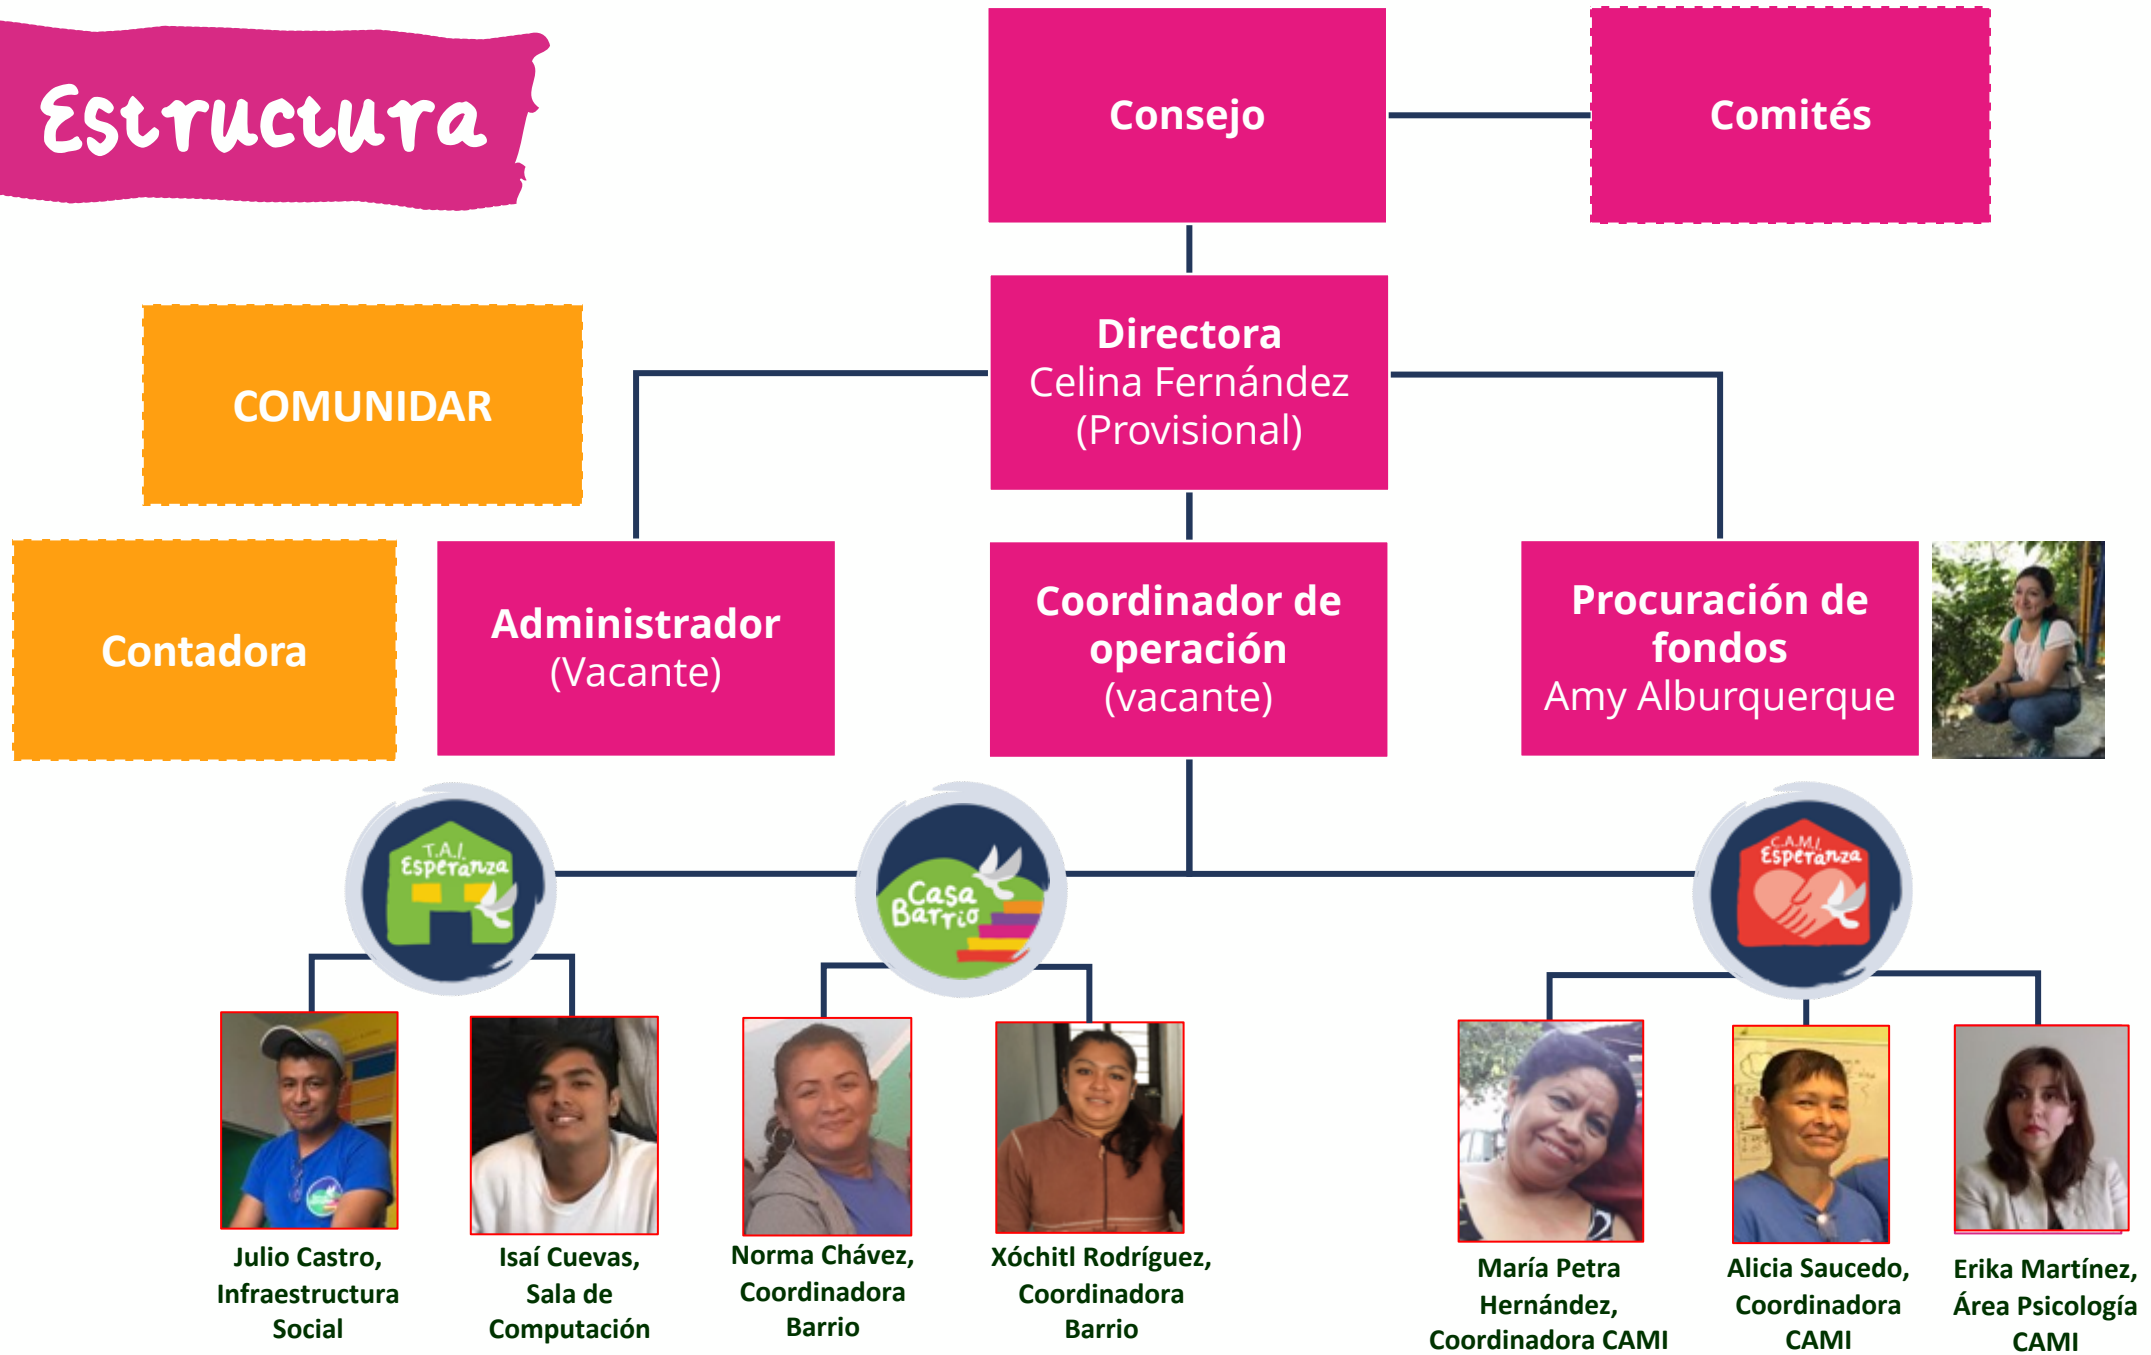 Estructura
Consejo
Comités
Directora
Celina Fernández
(Provisional)
COMUNIDAR
Contadora
Administrador
(Vacante)
Coordinador de
operación
(vacante)
Procuración de
fondos
Amy Alburquerque
T.A.I.
Esperanza
Casa
Barrio
C.A.M.I.
Esperanza
Julio Castro,
Infraestructura
Social
Isaí Cuevas,
Sala de
Computación
Norma Chávez,
Coordinadora
Barrio
Xóchitl Rodríguez,
Coordinadora
Barrio
María Petra
Hernández,
Coordinadora CAMI
Alicia Saucedo,
Coordinadora
CAMI
Erika Martínez,
Área Psicología
CAMI